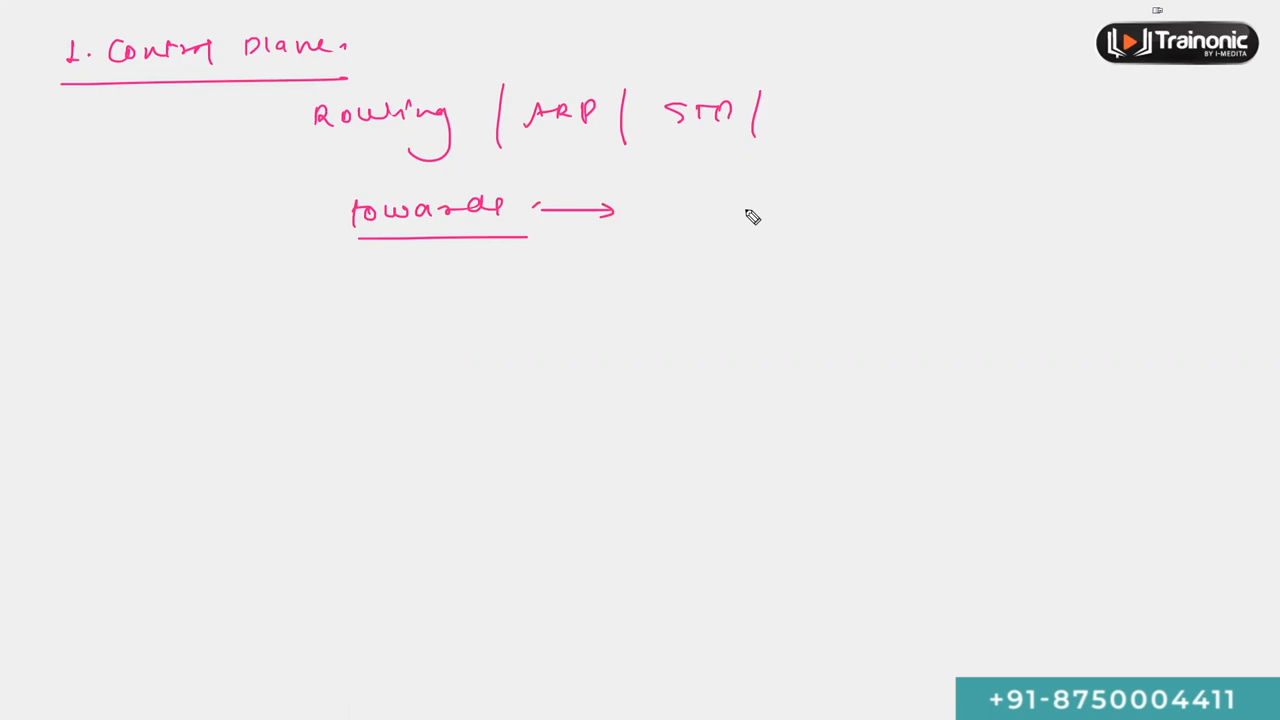 1. Control Plane.
Trainonic
BY I-MEDITA
Routing / ARP / STP /
towards →
+91-8750004411